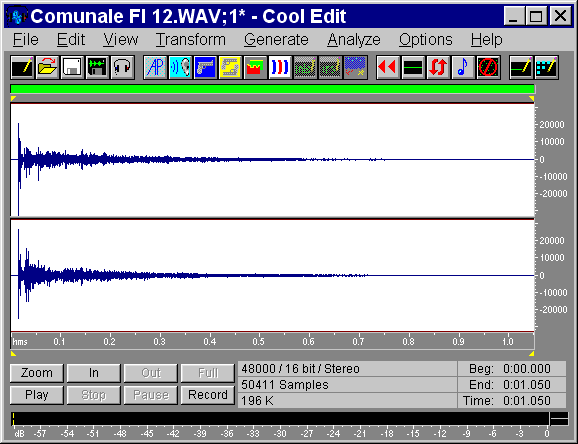 Comunale FI 12.WAV;1* - Cool Edit
File Edit View Transform Generate Analyze Options Help
AP
20000
10000
0
-10000
-20000
20000
10000
0
-10000
-20000
hms 0.1 0.2 0.3 0.4 0.5 0.6 0.7 0.8 0.9 1.0
Zoom In Out Full
Play Stop Pause Record
48000 / 16 bit / Stereo
50411 Samples
196 K
Beg: 0:00.000
End: 0:01.050
Time: 0:01.050
dB -57 -54 -51 -48 -45 -42 -39 -36 -33 -30 -27 -24 -21 -18 -15 -12 -9 -6 -3 0